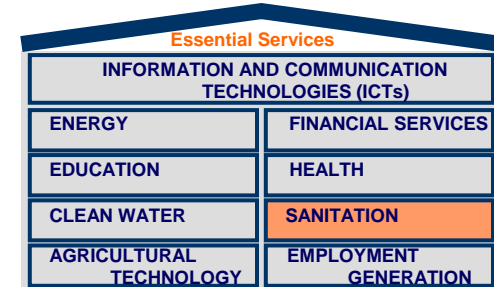 Essential Services
INFORMATION AND COMMUNICATION
TECHNOLOGIES (ICTs)
ENERGY
FINANCIAL SERVICES
EDUCATION
HEALTH
CLEAN WATER
SANITATION
AGRICULTURAL
TECHNOLOGY
EMPLOYMENT
GENERATION